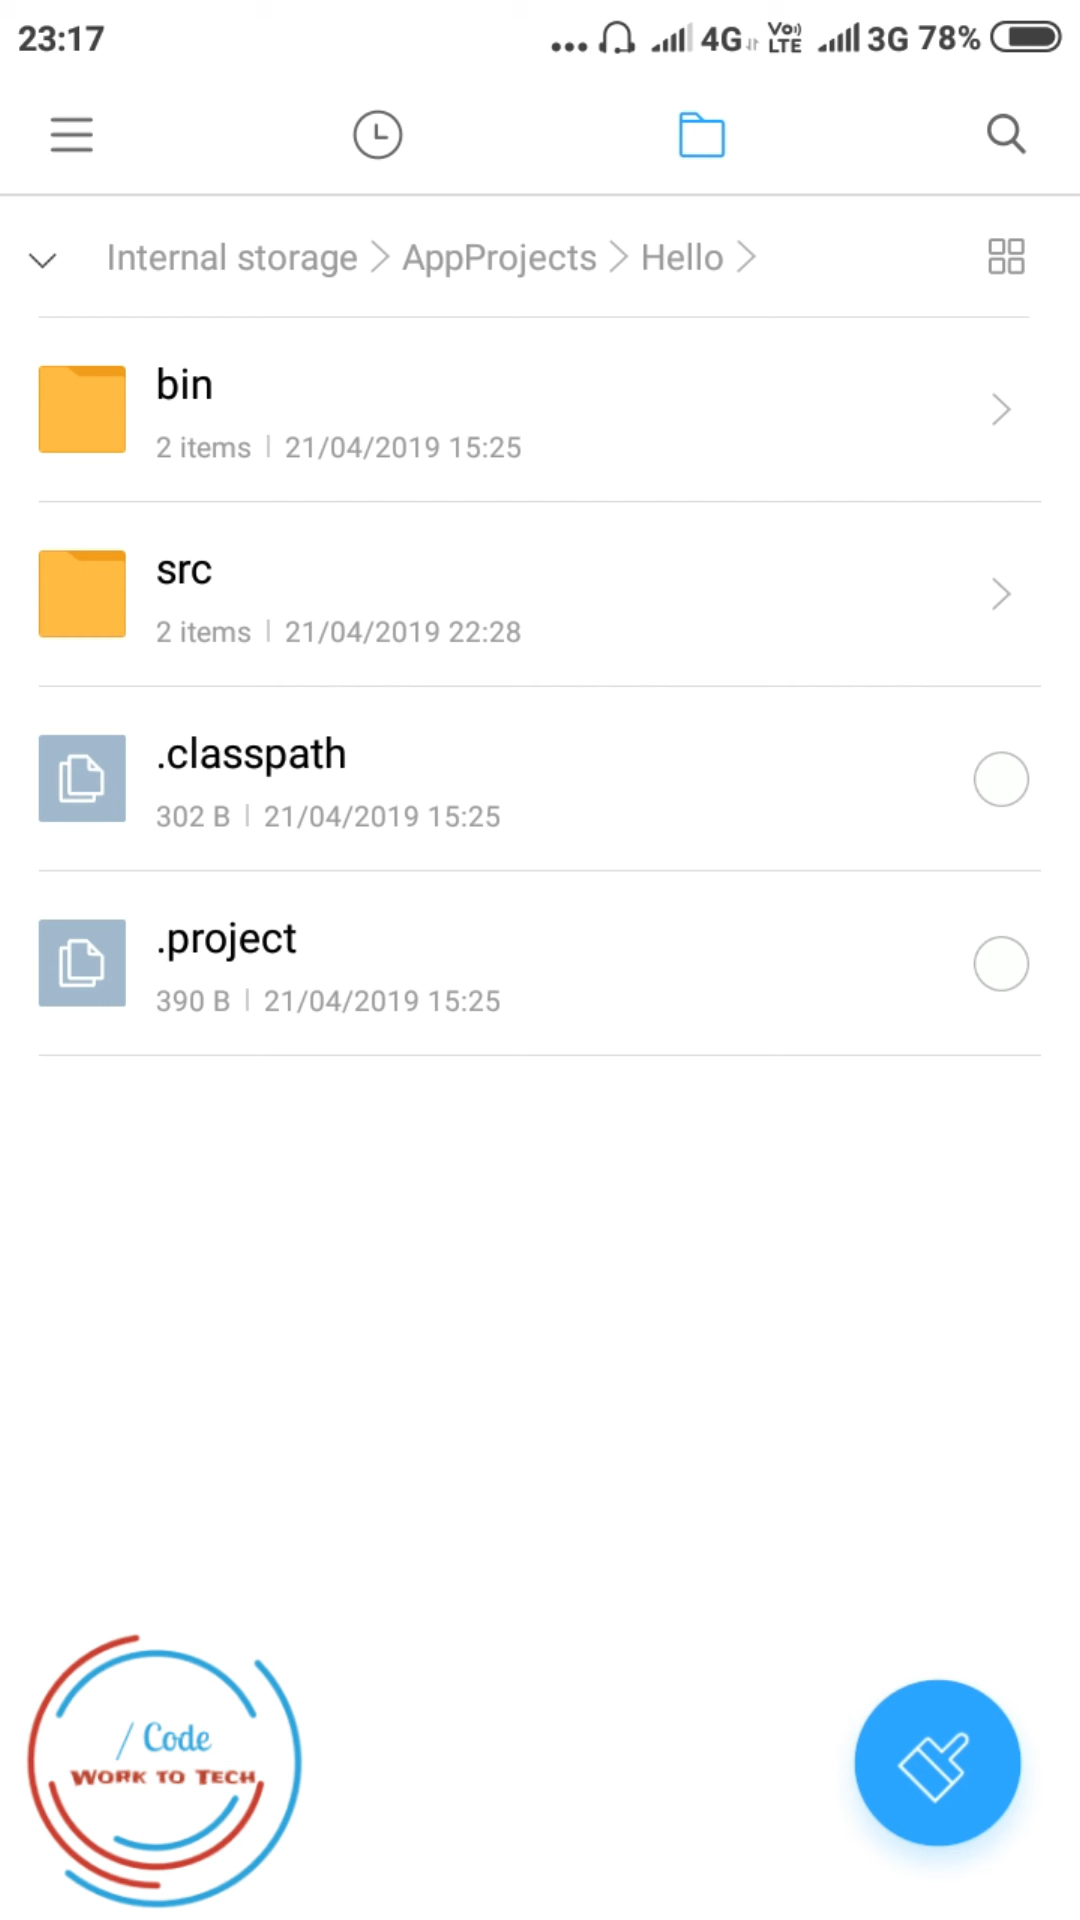 23:17 ... 4G VoLTE 3G 78%
Internal storage > AppProjects > Hello >
bin
2 items | 21/04/2019 15:25
src
2 items | 21/04/2019 22:28
.classpath
302 B | 21/04/2019 15:25
.project
390 B | 21/04/2019 15:25
/ Code
WORK TO TECH